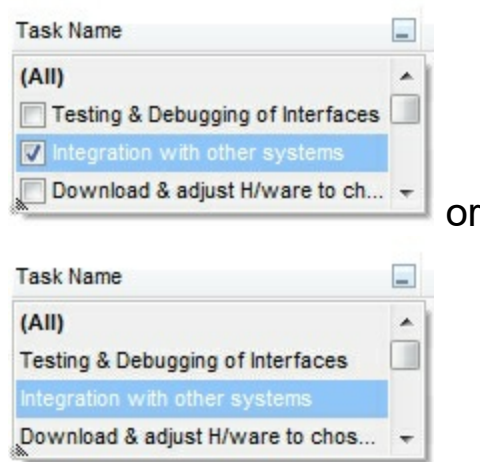 Task Name
(All)
Testing & Debugging of Interfaces
Integration with other systems
Download & adjust H/ware to ch...
or
Task Name
(All)
Testing & Debugging of Interfaces
Integration with other systems
Download & adjust H/ware to chos...